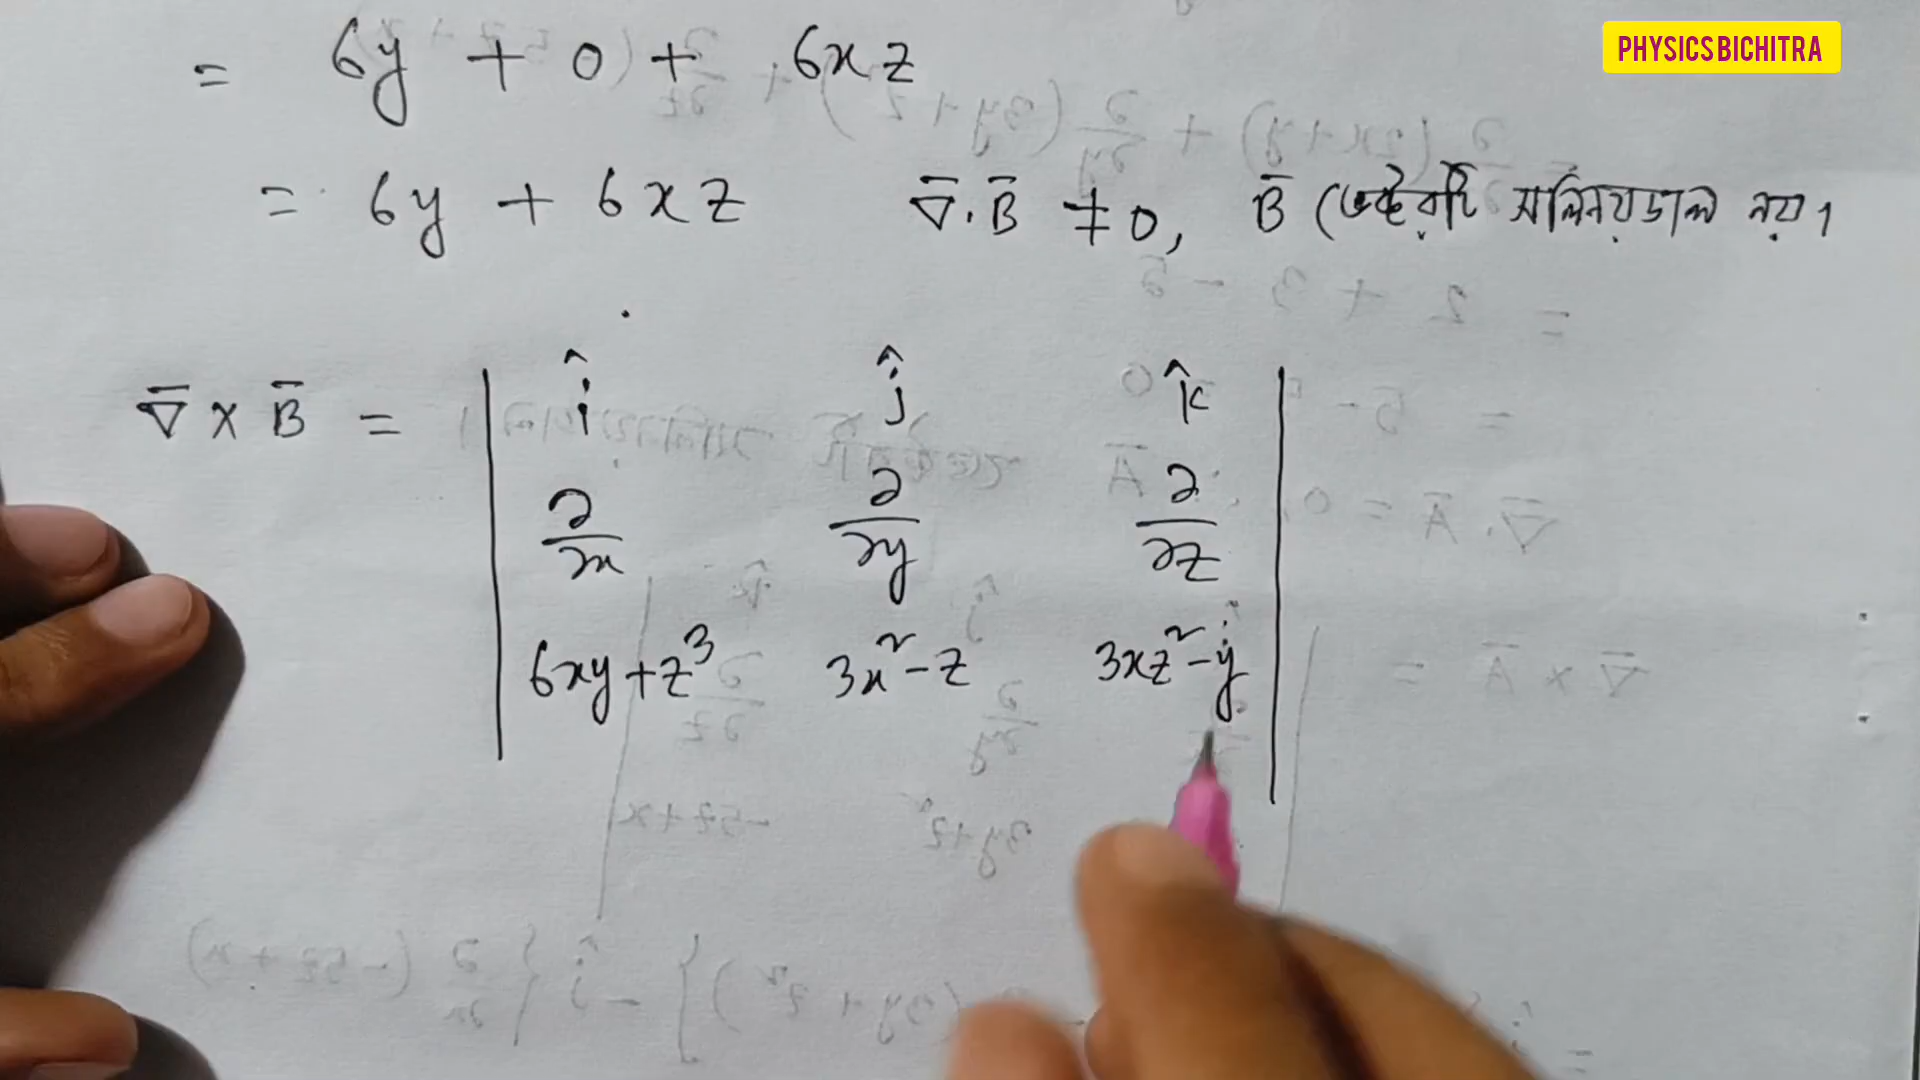 PHYSICS BICHITRA
= 6y + 0 + 6xz
= 6y + 6xz ∇̄·B̄ ≠ 0, B̄ ভেক্টরটি সলিনয়ডাল নয়।
∇̄ × B̄ = | î ĵ k̂ |
∂/∂x ∂/∂y ∂/∂z
6xy+z³ 3x²-z 3xz²-y